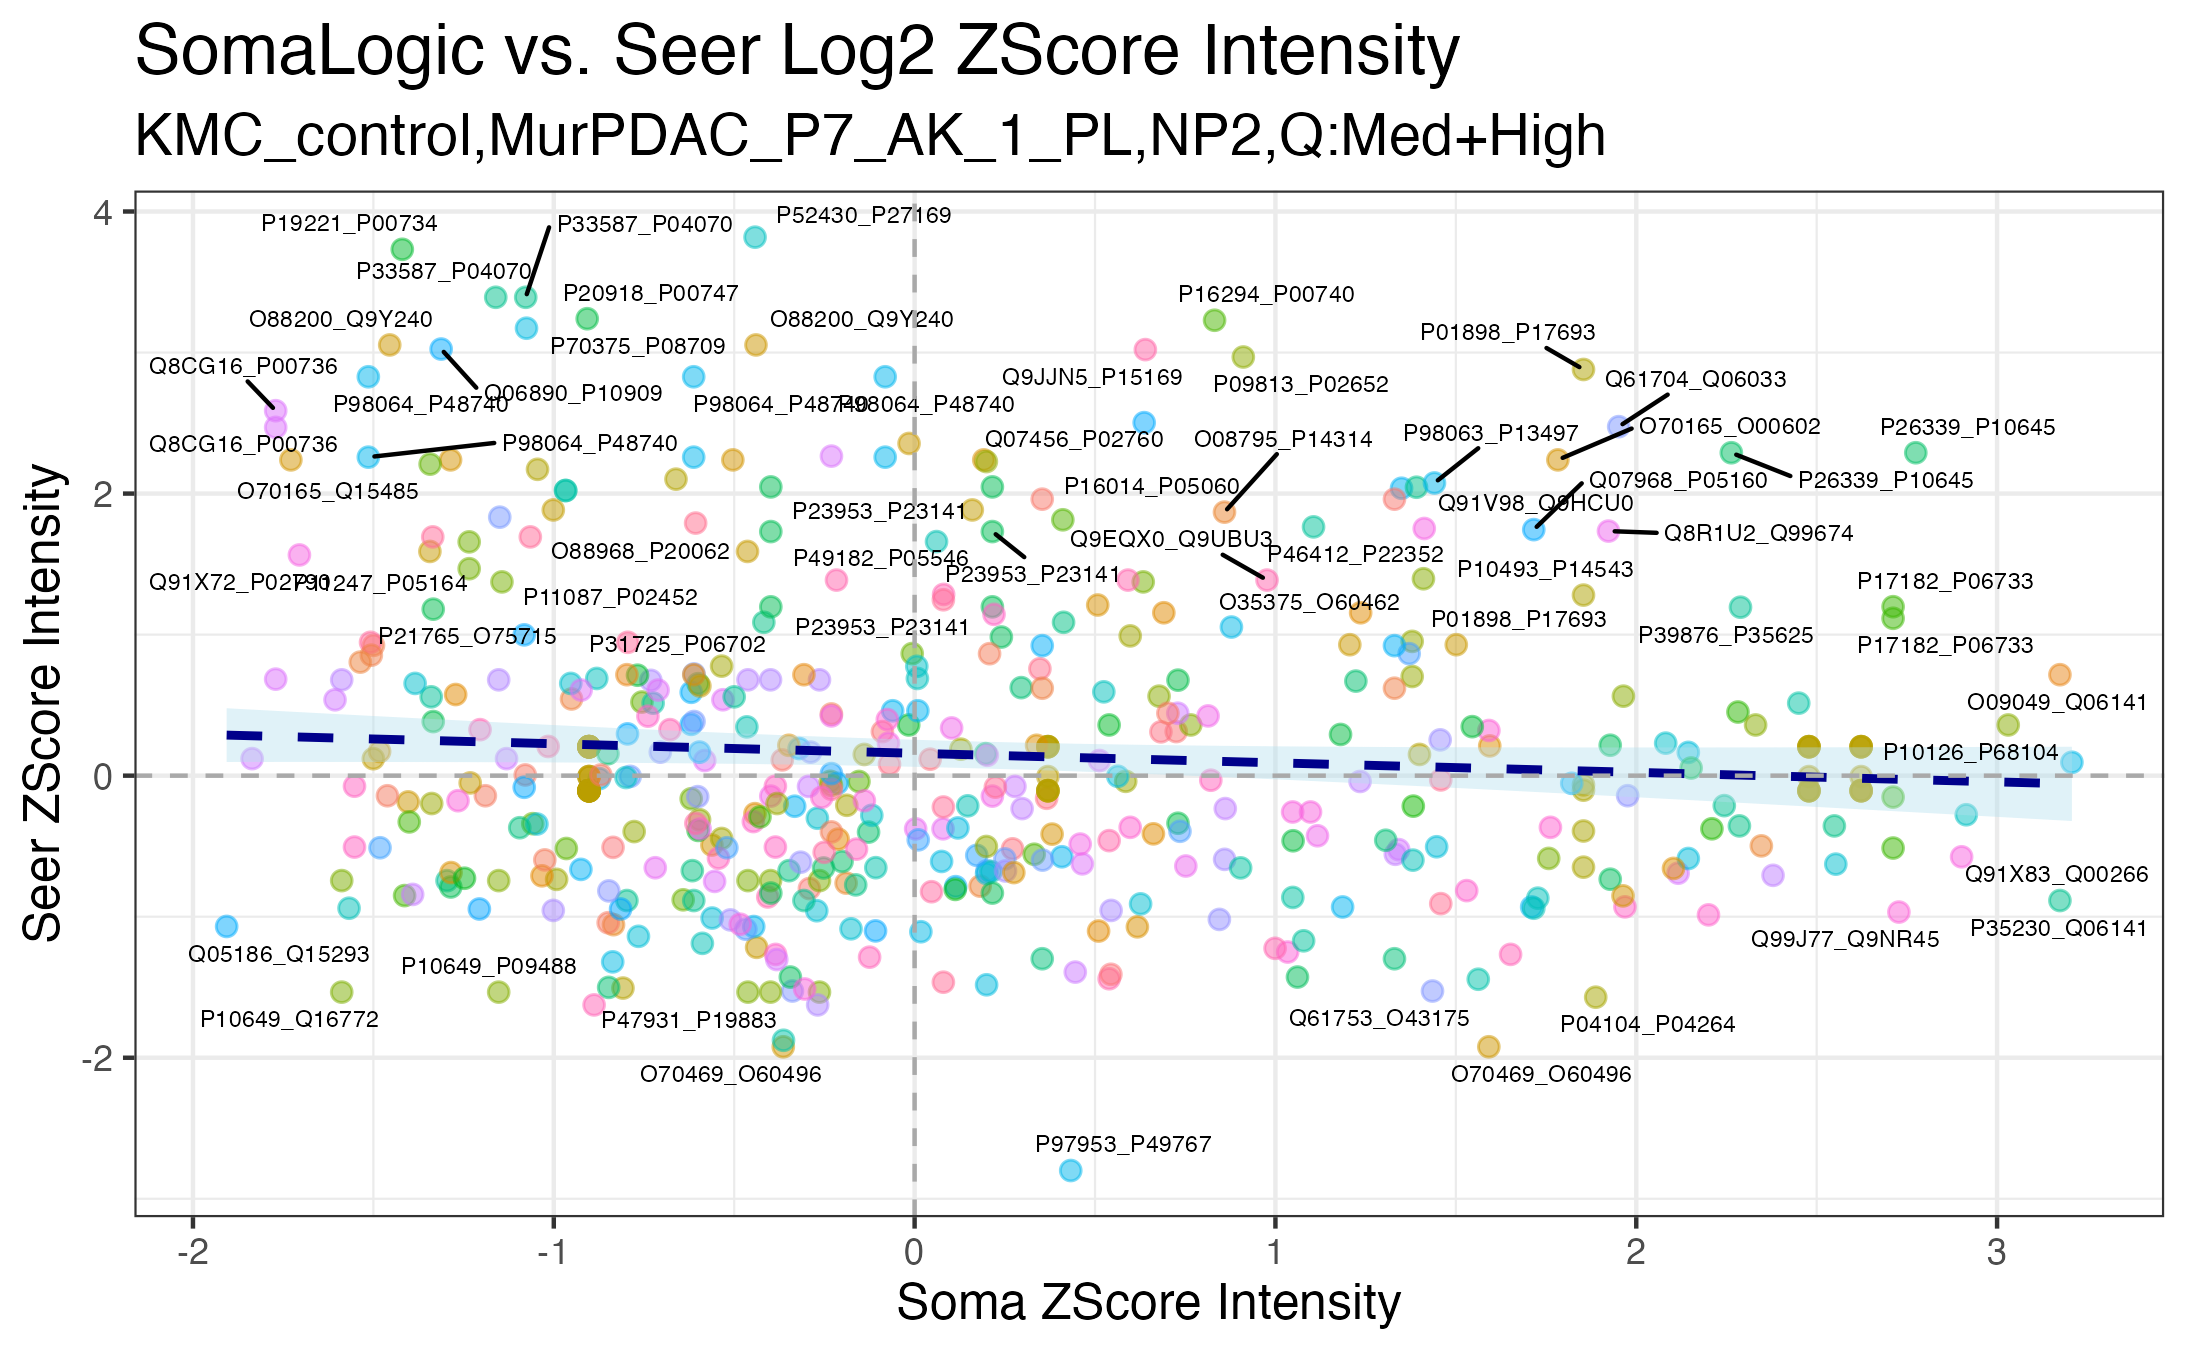 SomaLogic vs. Seer Log2 ZScore Intensity
KMC_control,MurPDAC_P7_AK_1_PL,NP2,Q:Med+High
Seer ZScore Intensity
4
2
0
-2
P19221_P00734
P33587_P04070
P52430_P27169
P33587_P04070
P20918_P00747
P16294_P00740
O88200_Q9Y240
O88200_Q9Y240
P01898_P17693
P70375_P08709
Q8CG16_P00736
Q9JJN5_P15169
P09813_P02652
Q61704_Q06033
Q06890_P10909
P98064_P48740
P98064_P48740
P98064_P48740
O70165_O00602
P26339_P10645
P98063_P13497
Q8CG16_P00736
P98064_P48740
Q07456_P02760
O08795_P14314
Q07968_P05160
P26339_P10645
O70165_Q15485
P16014_P05060
Q91V98_Q9HCU0
P23953_P23141
Q8R1U2_Q99674
Q9EQX0_Q9UBU3
O88968_P20062
P49182_P05546
P46412_P22352
P23953_P23141
P10493_P14543
Q91X72_P02790
P11247_P05164
P17182_P06733
P11087_P02452
O35375_O60462
P01898_P17693
P23953_P23141
P21765_O75715
P31725_P06702
P39876_P35625
P17182_P06733
O09049_Q06141
P10126_P68104
Q91X83_Q00266
P35230_Q06141
Q99J77_Q9NR45
Q05186_Q15293
P10649_P09488
P10649_Q16772
P47931_P19883
Q61753_O43175
P04104_P04264
O70469_O60496
O70469_O60496
P97953_P49767
-2
-1
0
1
2
3
Soma ZScore Intensity